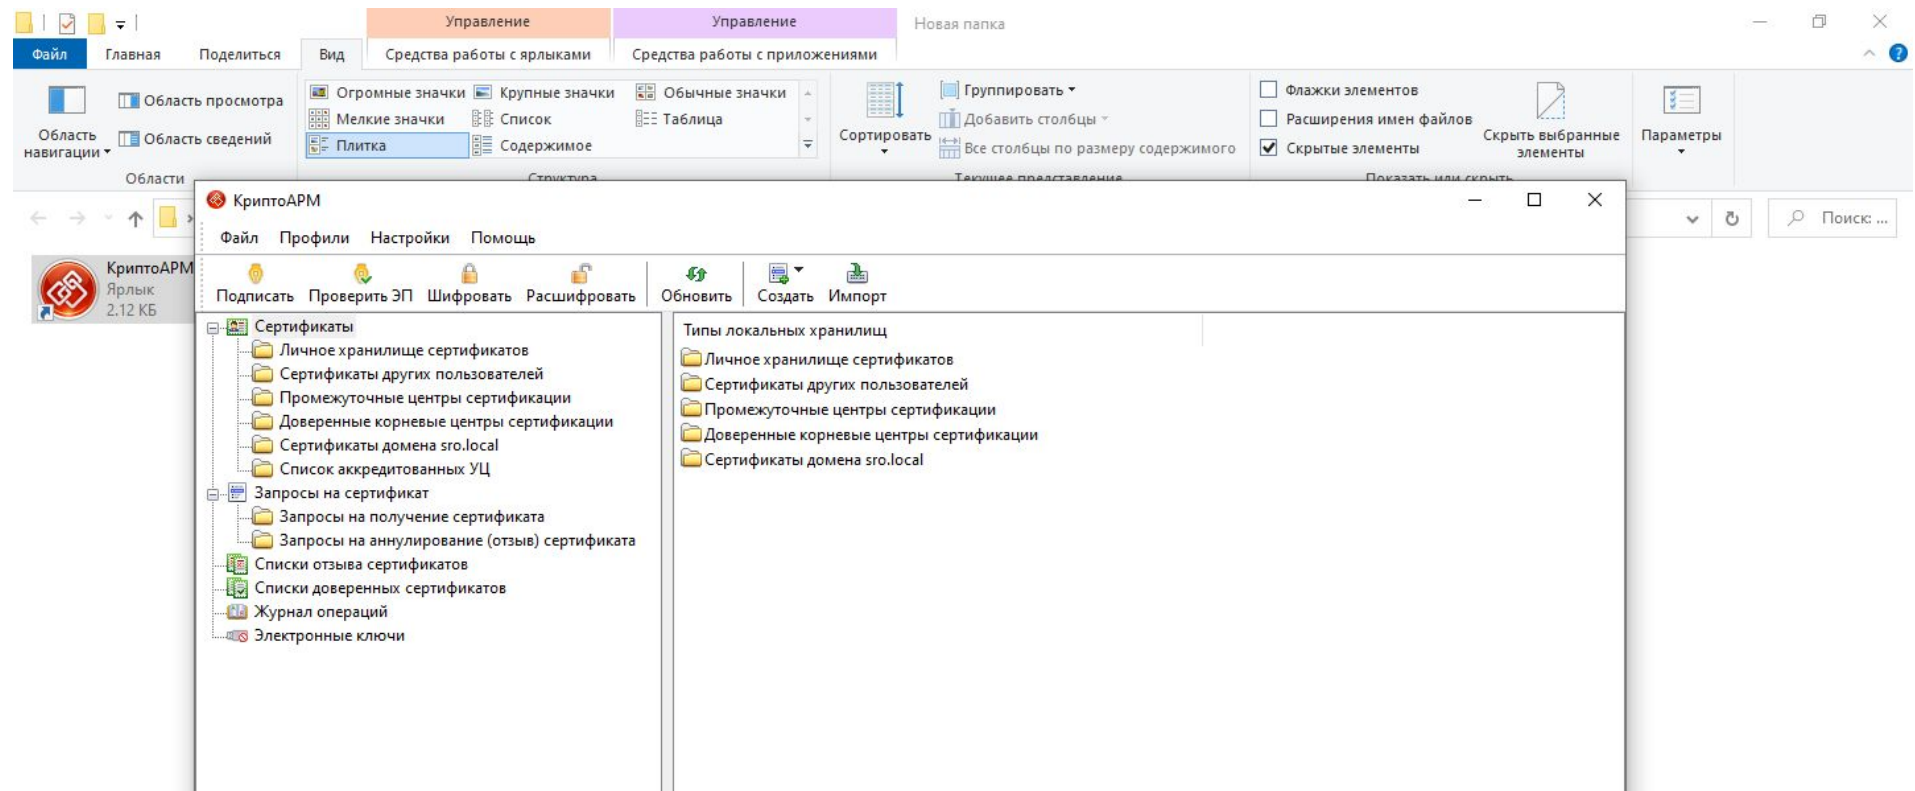 Управление
Управление
Новая папка
Файл
Главная
Поделиться
Вид
Средства работы с ярлыками
Средства работы с приложениями
Область навигации
Область просмотра
Область сведений
Области
Огромные значки
Крупные значки
Обычные значки
Мелкие значки
Список
Таблица
Плитка
Содержимое
Структура
Сортировать
Группировать
Добавить столбцы
Все столбцы по размеру содержимого
Текущее представление
Флажки элементов
Расширения имен файлов
Скрытые элементы
Скрыть выбранные
элементы
Показать или скрыть
Параметры
Поиск: ...
КриптоАРМ
Ярлык
2.12 КБ
КриптоАРМ
Файл
Профили
Настройки
Помощь
Подписать
Проверить ЭП
Шифровать
Расшифровать
Обновить
Создать
Импорт
Сертификаты
Личное хранилище сертификатов
Сертификаты других пользователей
Промежуточные центры сертификации
Доверенные корневые центры сертификации
Сертификаты домена sro.local
Список аккредитованных УЦ
Запросы на сертификат
Запросы на получение сертификата
Запросы на аннулирование (отзыв) сертификата
Списки отзыва сертификатов
Списки доверенных сертификатов
Журнал операций
Электронные ключи
Типы локальных хранилищ
Личное хранилище сертификатов
Сертификаты других пользователей
Промежуточные центры сертификации
Доверенные корневые центры сертификации
Сертификаты домена sro.local